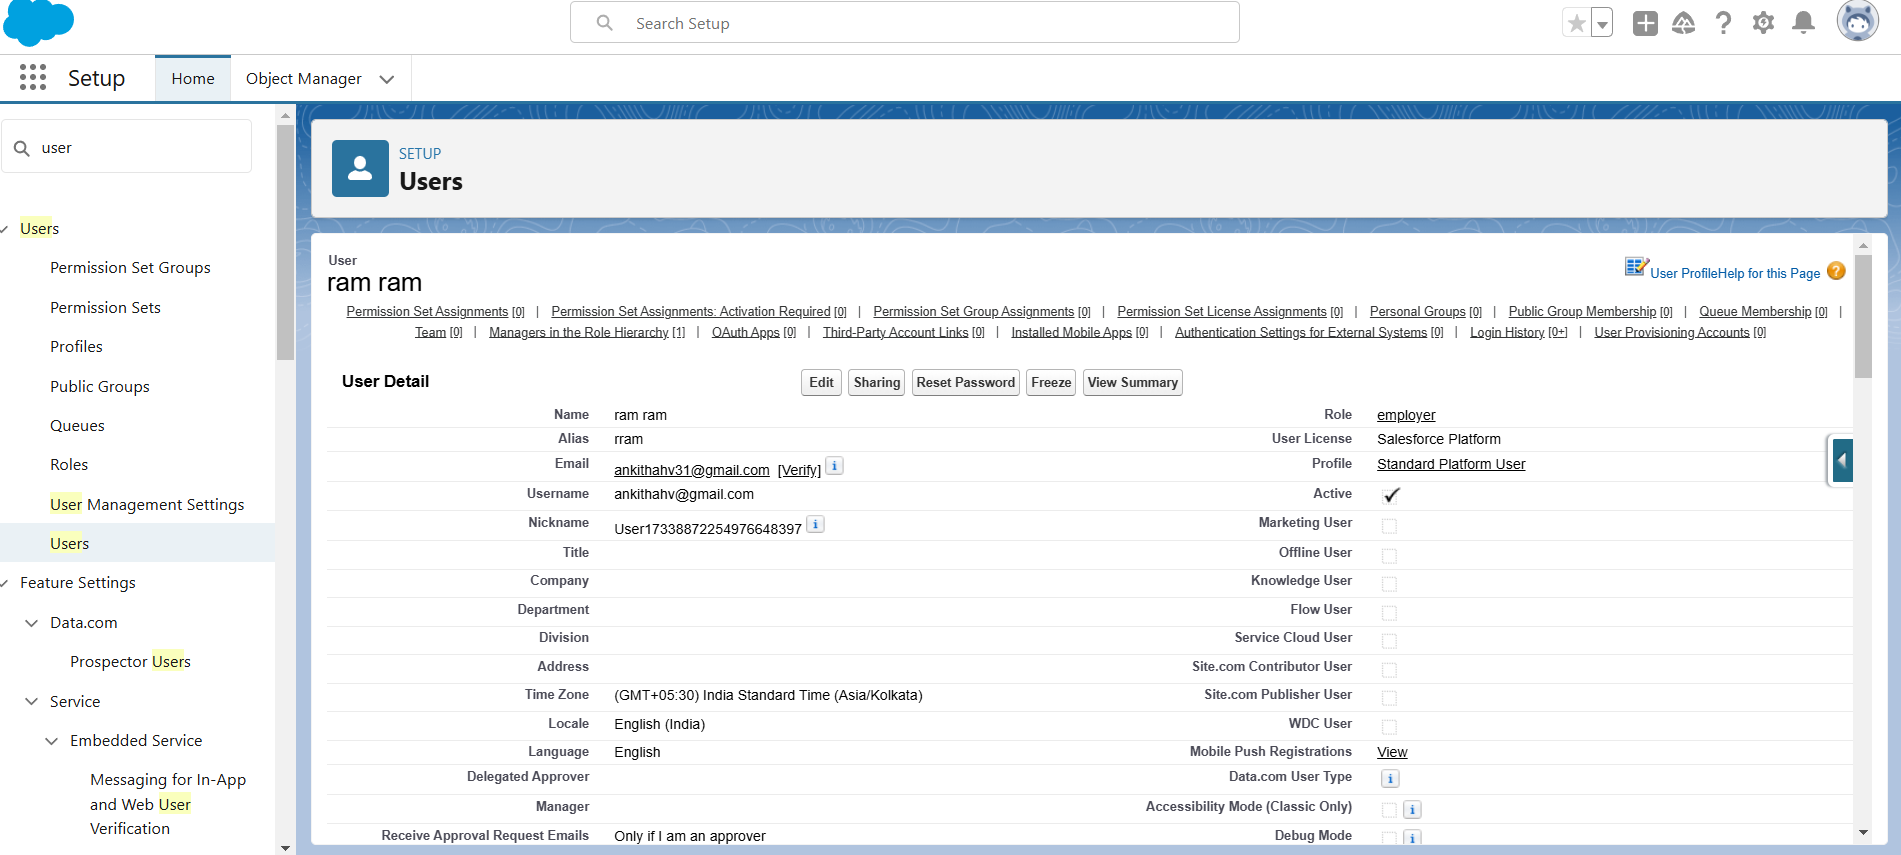 Search Setup
Setup
Home
Object Manager
user
Users
Permission Set Groups
Permission Sets
Profiles
Public Groups
Queues
Roles
User Management Settings
Users
Feature Settings
Data.com
Prospector Users
Service
Embedded Service
Messaging for In-App
and Web User
Verification
SETUP
Users
User
ram ram
User Profile Help for this Page ?
Permission Set Assignments [0] | Permission Set Assignments: Activation Required [0] | Permission Set Group Assignments [0] | Permission Set License Assignments [0] | Personal Groups [0] | Public Group Membership [0] | Queue Membership [0] |
Team [0] | Managers in the Role Hierarchy [1] | OAuth Apps [0] | Third-Party Account Links [0] | Installed Mobile Apps [0] | Authentication Settings for External Systems [0] | Login History [0+] | User Provisioning Accounts [0]
User Detail Edit Sharing Reset Password Freeze View Summary
Name ram ram Role employer
Alias rram User License Salesforce Platform
Email ankithahv31@gmail.com [Verify] i Profile Standard Platform User
Username ankithahv@gmail.com Active
Nickname User17338872254976648397 i Marketing User
Title Offline User
Company Knowledge User
Department Flow User
Division Service Cloud User
Address Site.com Contributor User
Time Zone (GMT+05:30) India Standard Time (Asia/Kolkata) Site.com Publisher User
Locale English (India) WDC User
Language English Mobile Push Registrations View
Delegated Approver Data.com User Type i
Manager Accessibility Mode (Classic Only) i
Receive Approval Request Emails Only if I am an approver Debug Mode i